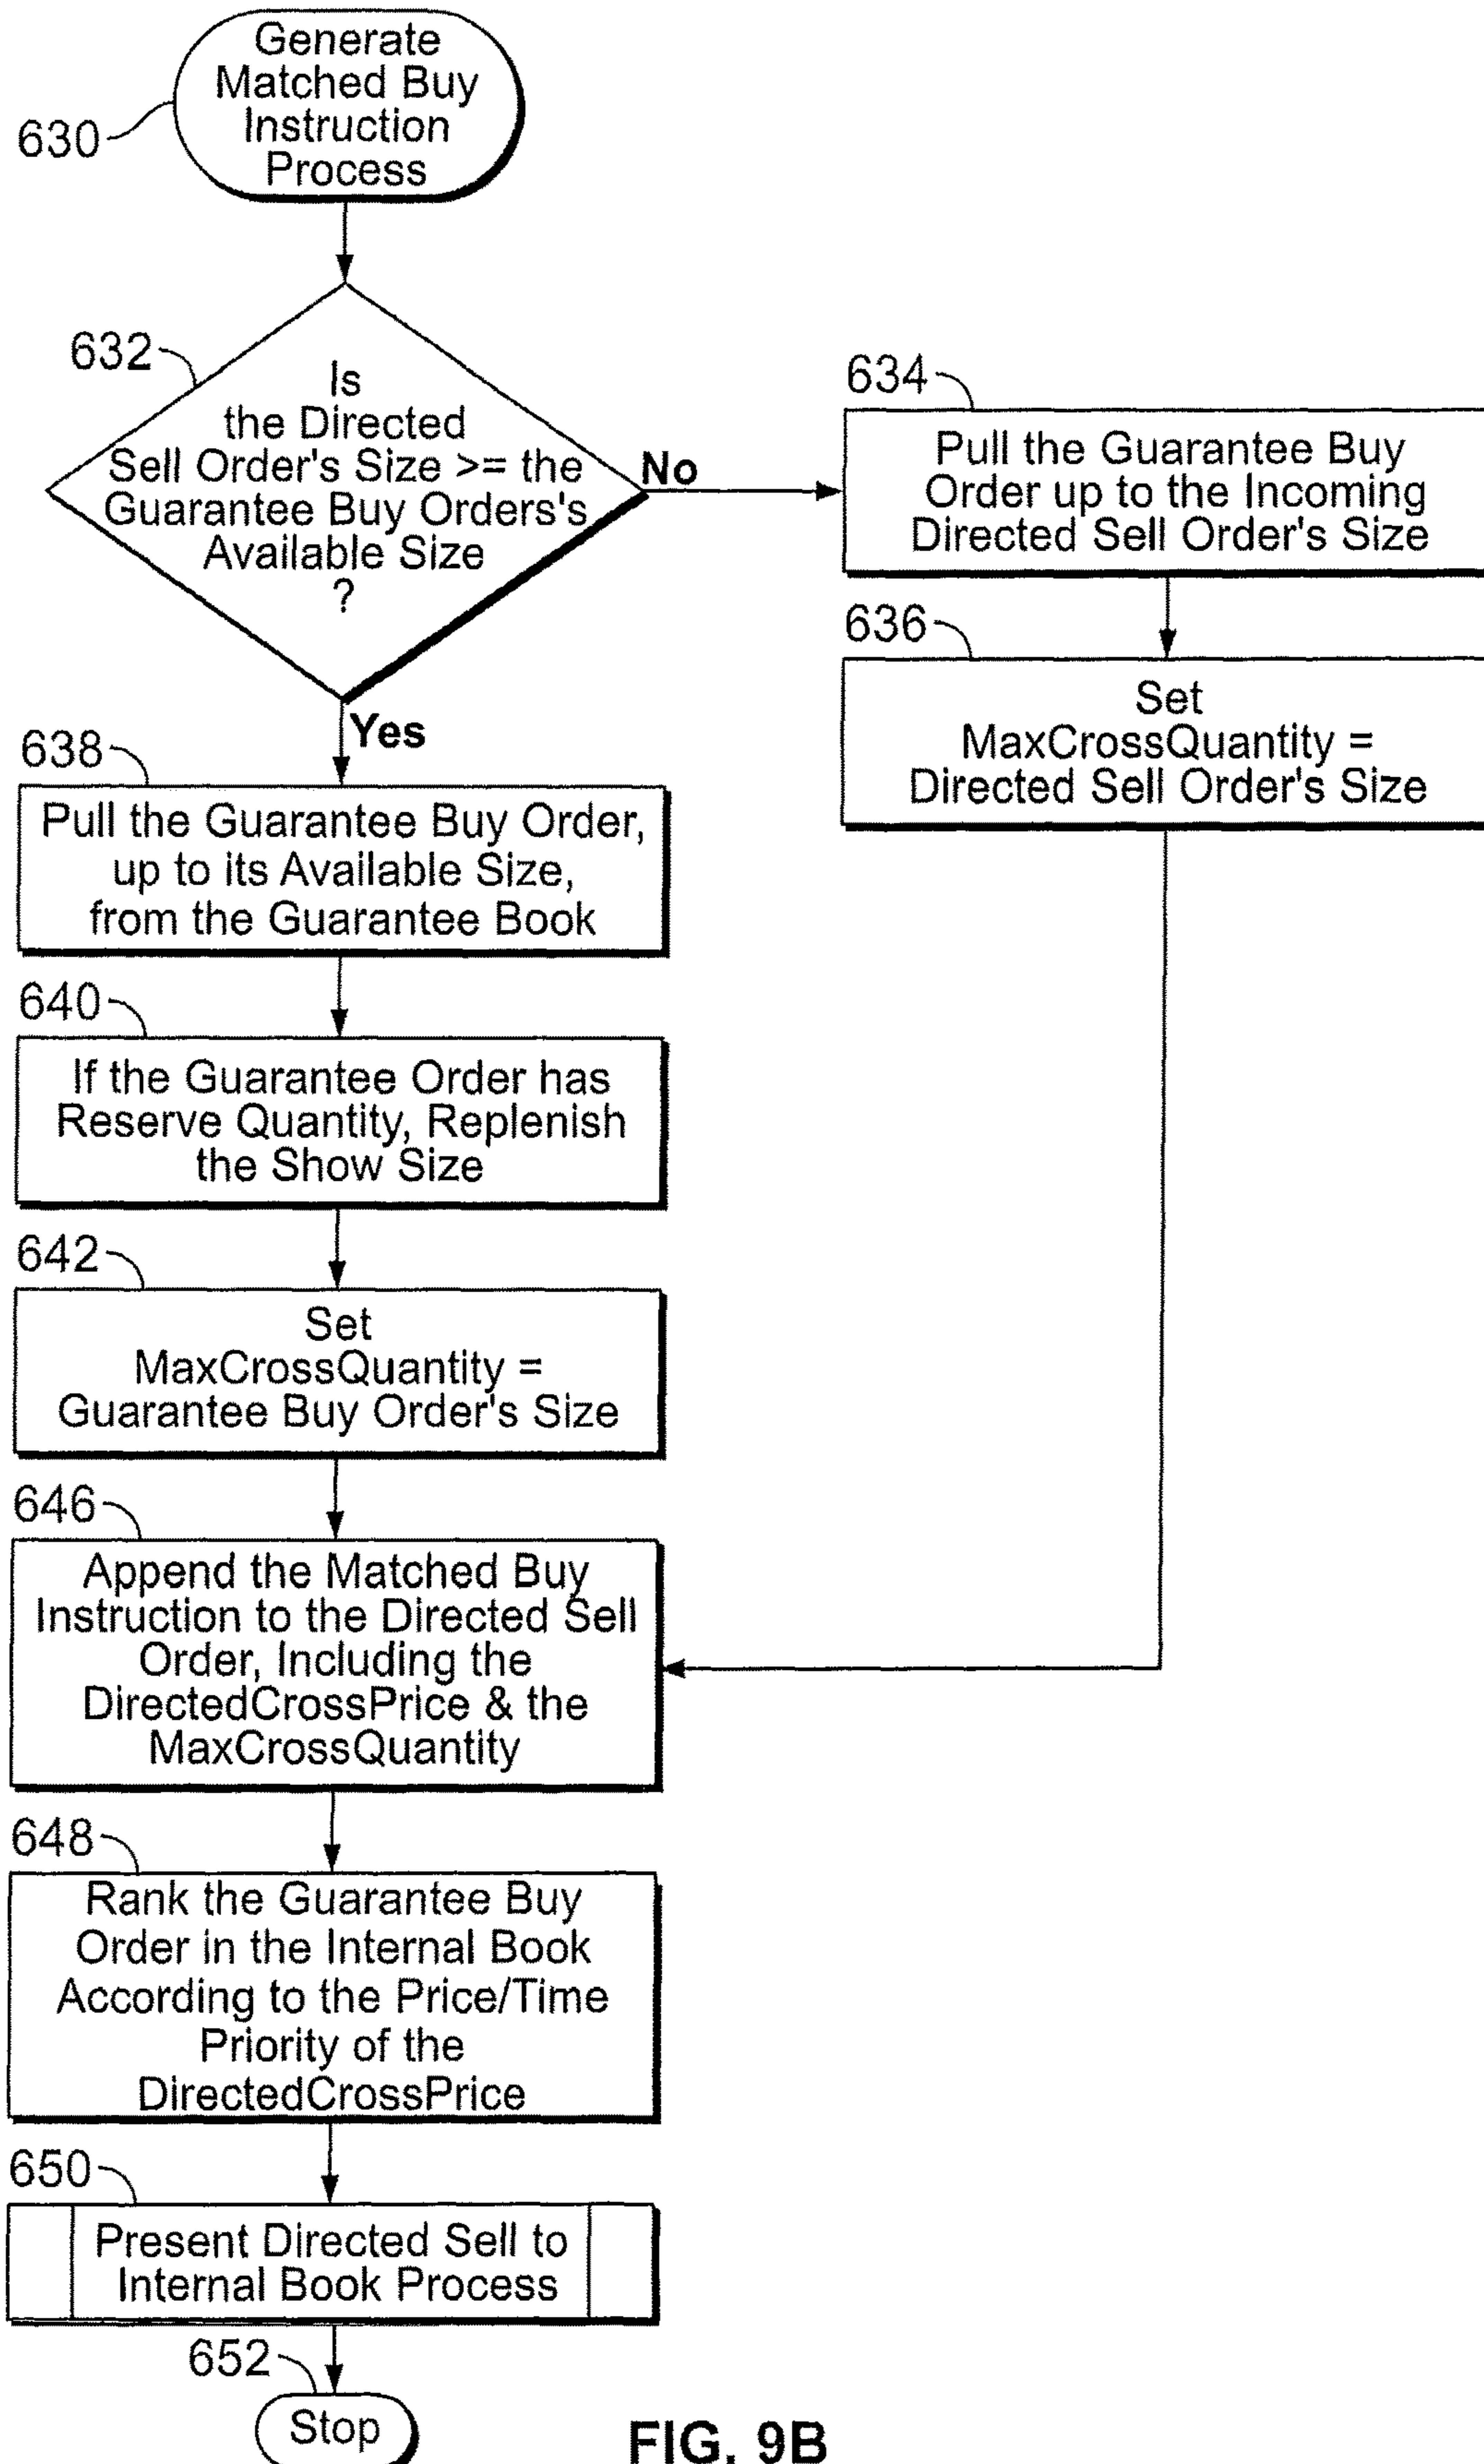 Generate
Matched Buy
Instruction
Process
630
632
Is
the Directed
Sell Order's Size >= the
Guarantee Buy Orders's
Available Size
?
No
634
Pull the Guarantee Buy
Order up to the Incoming
Directed Sell Order's Size
636
Set
MaxCrossQuantity =
Directed Sell Order's Size
Yes
638
Pull the Guarantee Buy Order,
up to its Available Size,
from the Guarantee Book
640
If the Guarantee Order has
Reserve Quantity, Replenish
the Show Size
642
Set
MaxCrossQuantity =
Guarantee Buy Order's Size
646
Append the Matched Buy
Instruction to the Directed Sell
Order, Including the
DirectedCrossPrice & the
MaxCrossQuantity
648
Rank the Guarantee Buy
Order in the Internal Book
According to the Price/Time
Priority of the
DirectedCrossPrice
650
Present Directed Sell to
Internal Book Process
652
Stop
FIG. 9B